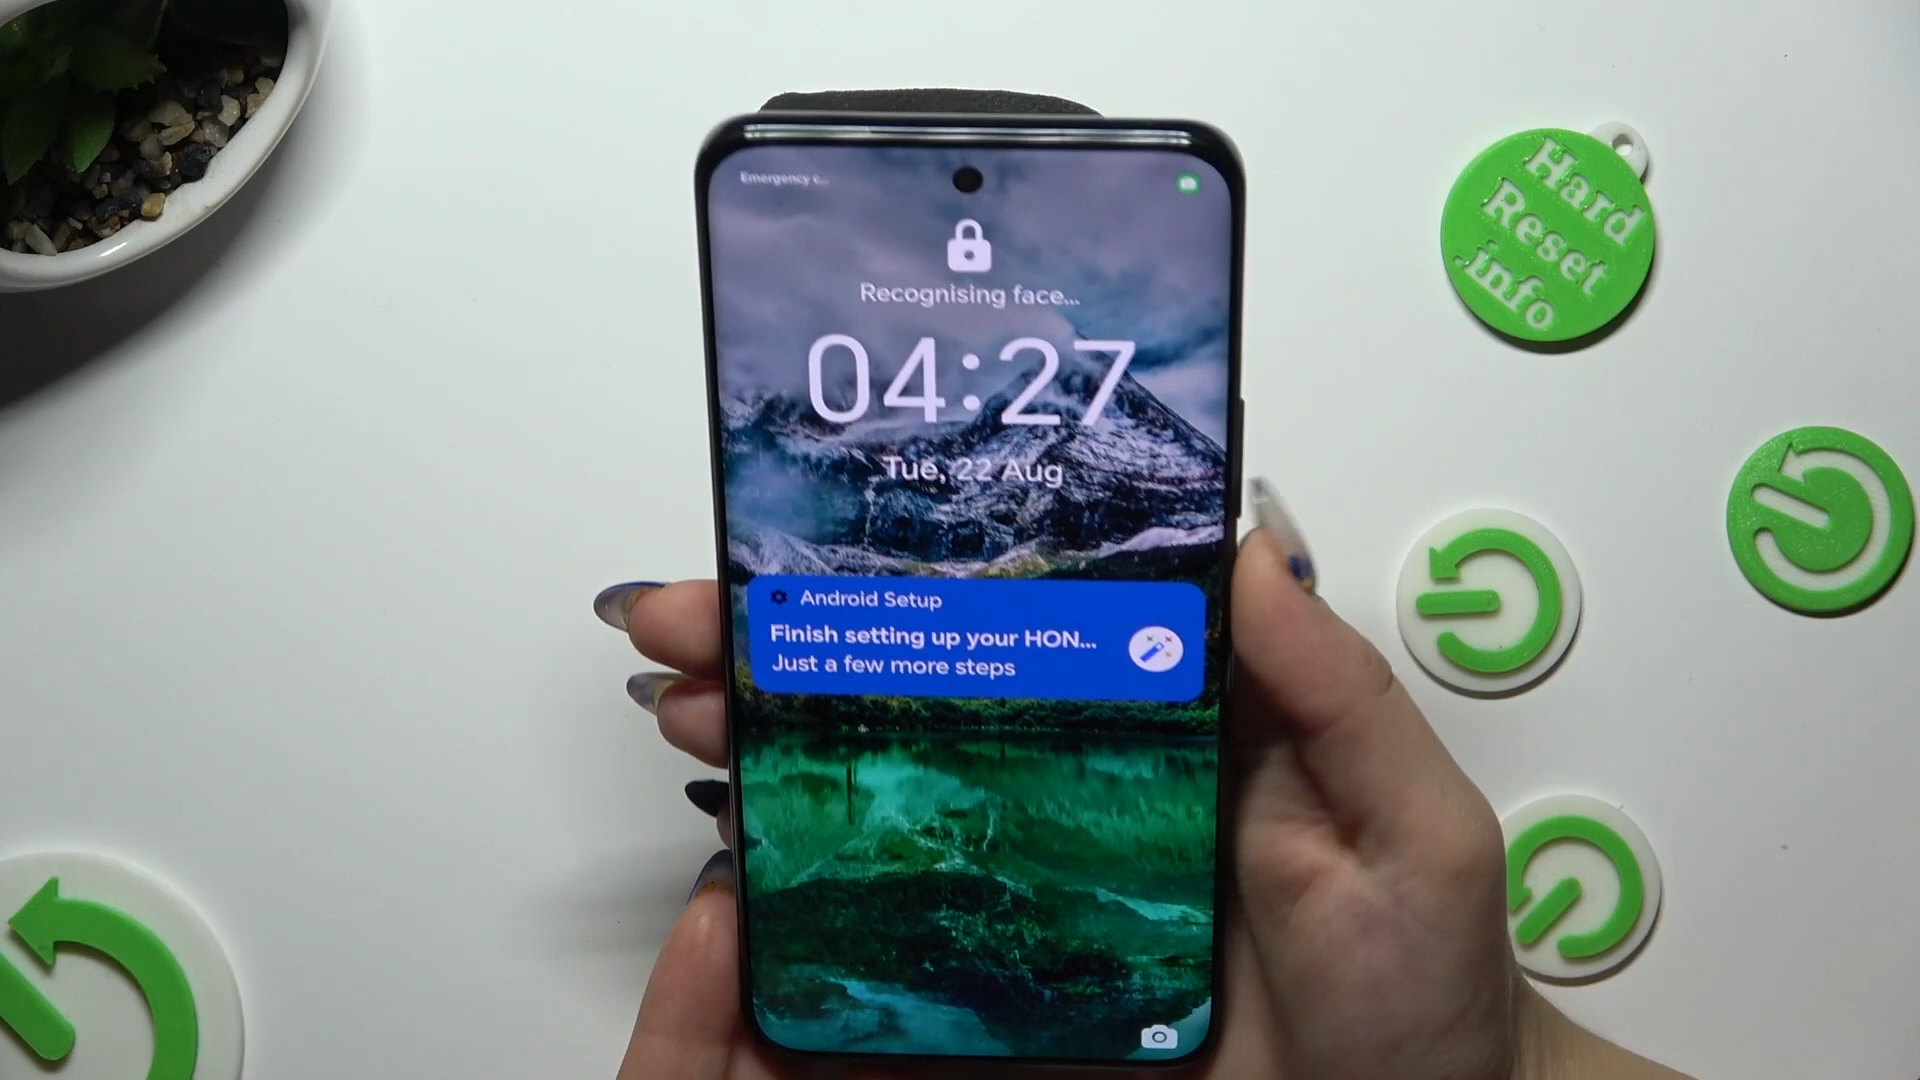 Emergency c...
Recognising face...
04:27
Tue, 22 Aug
Android Setup
Finish setting up your HON...
Just a few more steps
Hard
Reset
.info